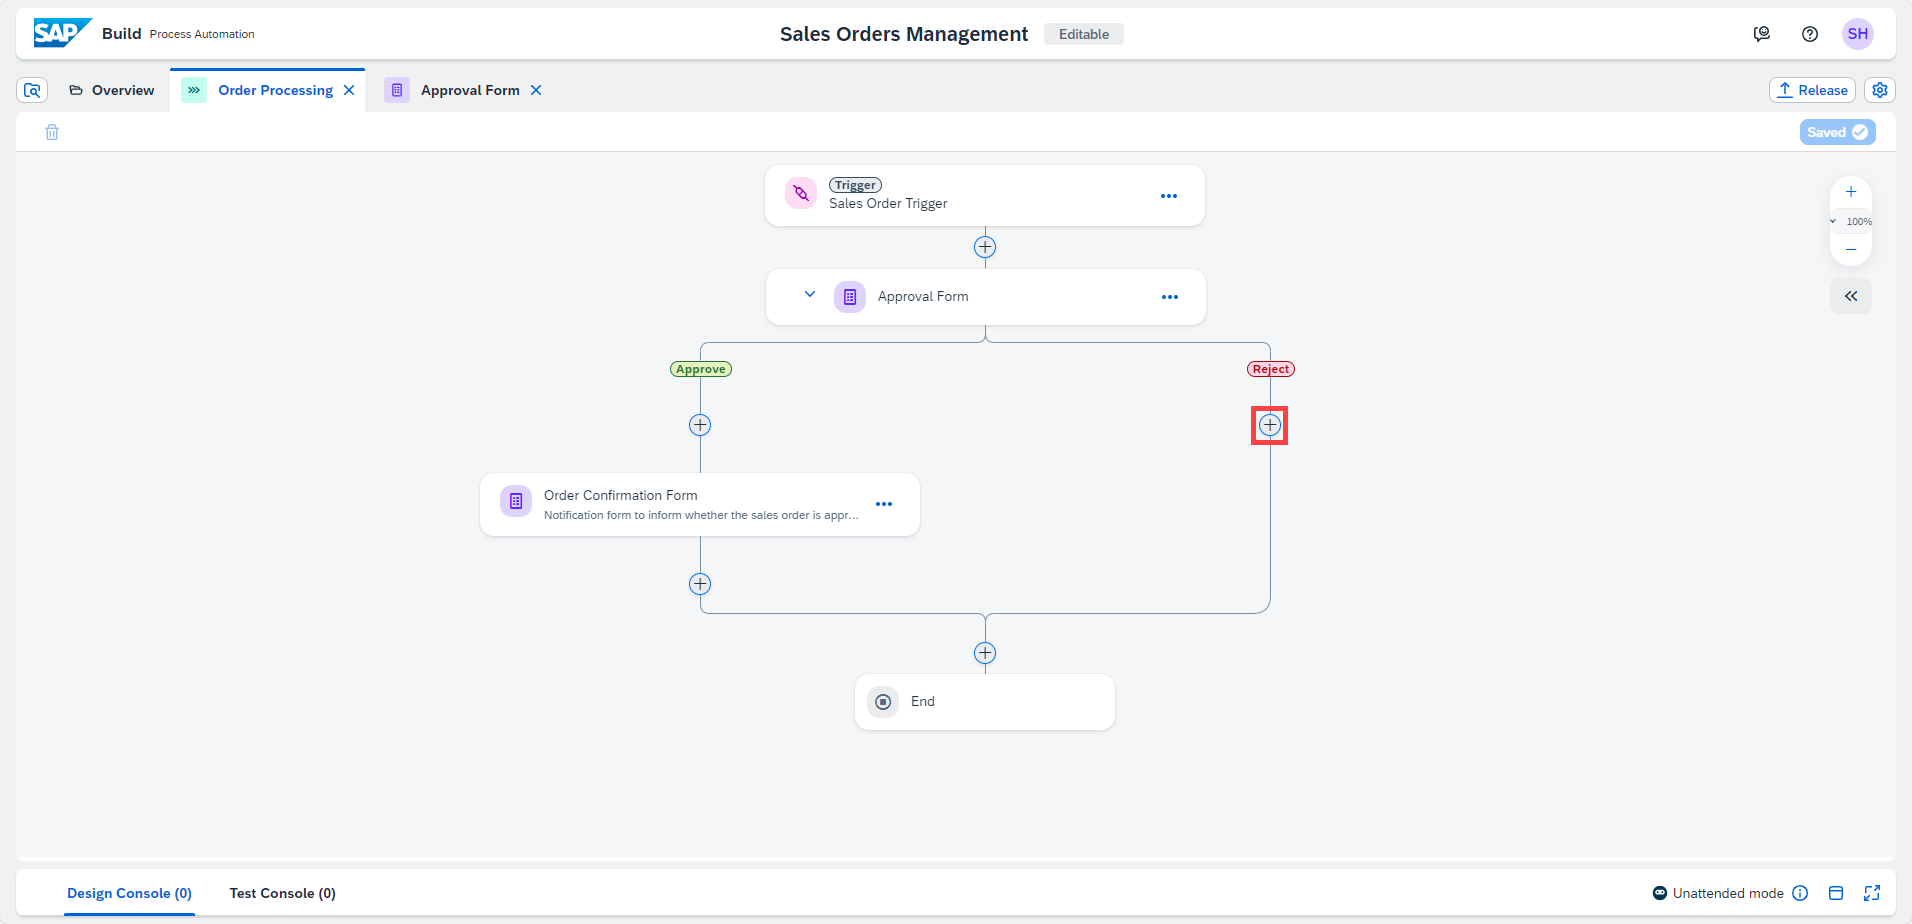 SAP Build Process Automation
Sales Orders Management Editable
SH
Overview
Order Processing
Approval Form
Release
Saved
Trigger
Sales Order Trigger
100%
Approval Form
Approve
Reject
Order Confirmation Form
Notification form to inform whether the sales order is appr...
End
Design Console (0)
Test Console (0)
Unattended mode